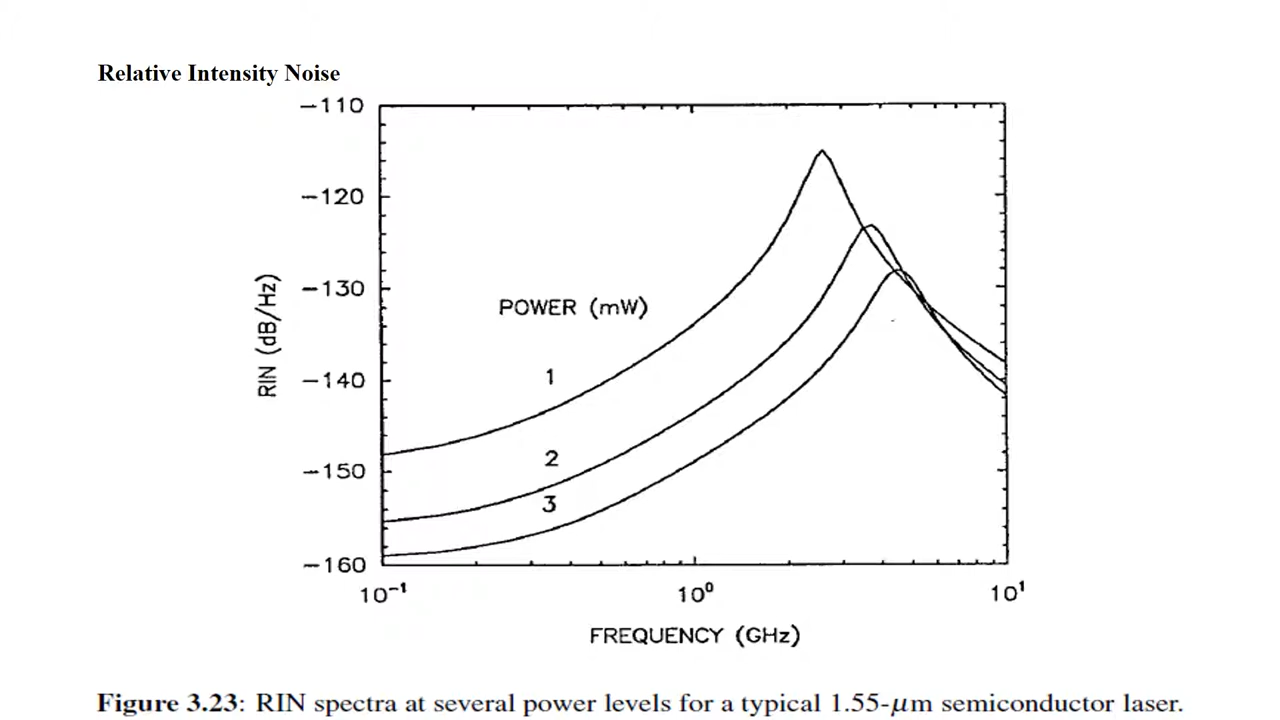 Relative Intensity Noise
−110
−120
−130
−140
−150
−160
RIN (dB/Hz)
POWER (mW)
1
2
3
10⁻¹
10⁰
10¹
FREQUENCY (GHz)
Figure 3.23: RIN spectra at several power levels for a typical 1.55-μm semiconductor laser.